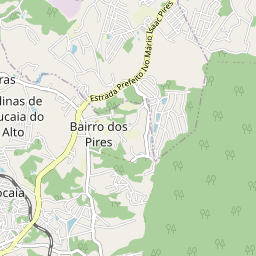 Estrada Prefeito Ivo Mário Isaac Pires
ras
linas de
ucaia do
Alto
Bairro dos
Pires
ocaia